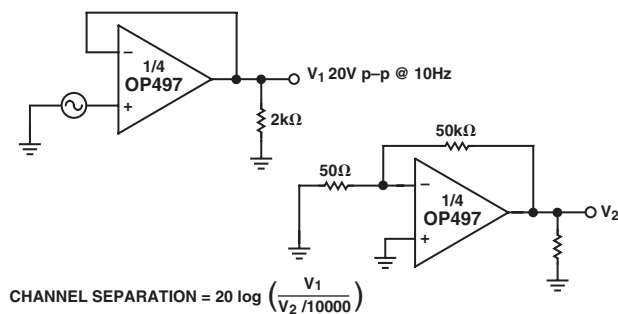 1/4
OP497
−
+
V1 20V p–p @ 10Hz
2kΩ
50kΩ
50Ω
−
+
1/4
OP497
V2
CHANNEL SEPARATION = 20 log ( V1 / V2 /10000 )